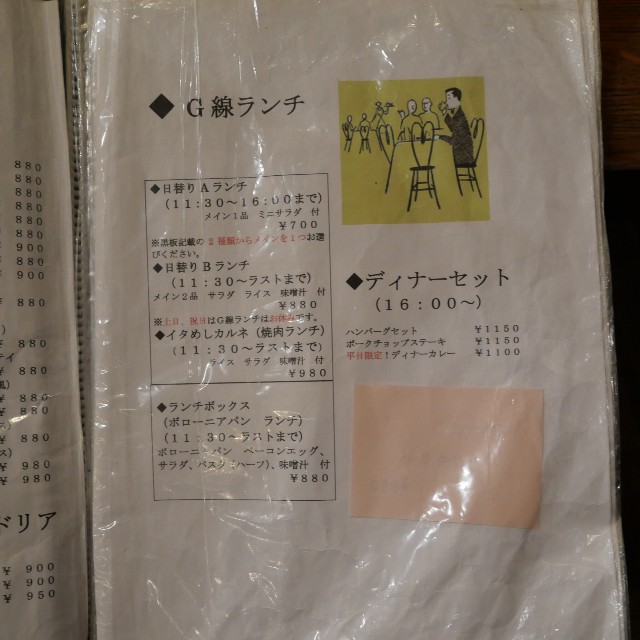 880
880
880
880
880
900
880
¥ 880
¥ 880
¥ 880
¥ 880
¥ 980
¥ 980
ドリア
¥ 900
¥ 900
¥ 950
◆ G線ランチ
◆日替りAランチ
(11:30～16:00まで)
メイン1品 ミニサラダ 付
¥700
※黒板記載の2種類からメインを1つお選
びください。
◆日替りBランチ
(11:30～ラストまで)
メイン2品 サラダ ライス 味噌汁 付
¥880
※土日、祝日はG線ランチはお休みです。
◆イタめしカルネ(焼肉ランチ)
(11:30～ラストまで)
ライス サラダ 味噌汁 付
¥980
◆ランチボックス
(ボローニアパン ランチ)
(11:30～ラストまで)
ボローニ パン ベーコンエッグ、
サラダ、パスタ(ハーフ)、味噌汁 付
¥880
◆ディナーセット
(16:00～)
ハンバーグセット ¥1150
ポークチョップステーキ ¥1150
平日限定!ディナーカレー ¥1100